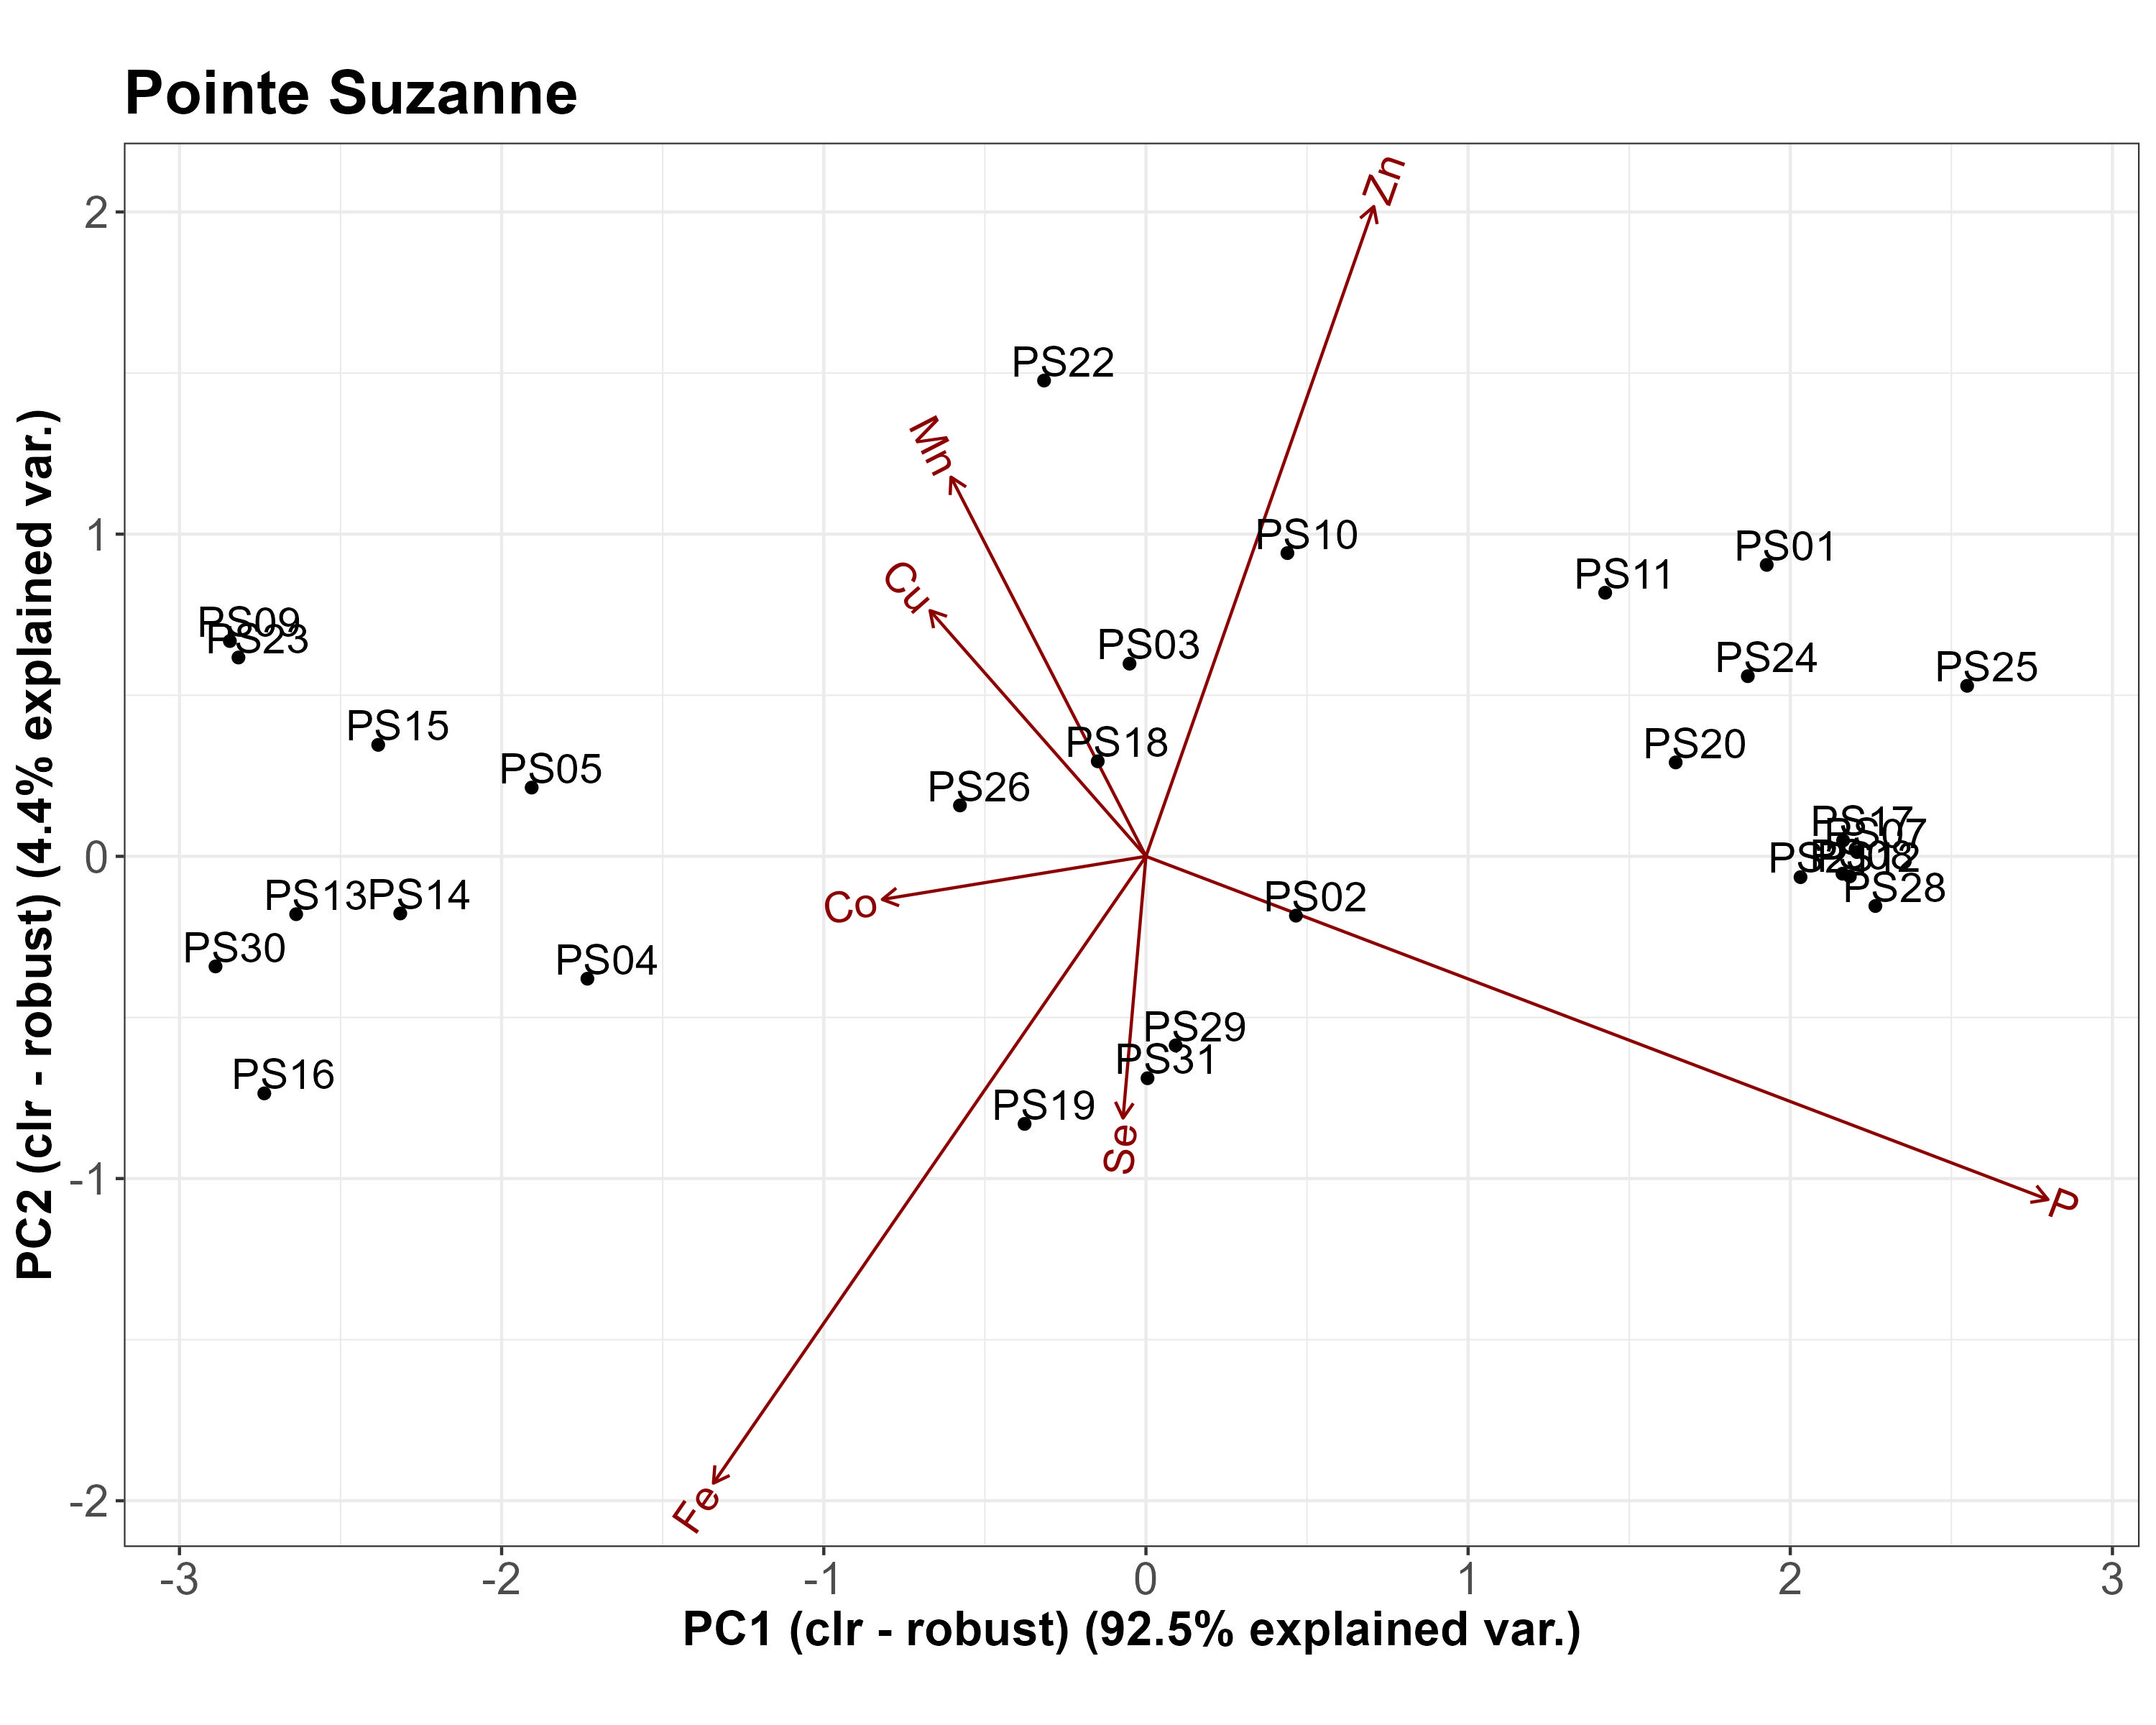 Pointe Suzanne
PC2 (clr - robust) (4.4% explained var.)
2
1
0
-1
-2
Zn
PS22
Mn
PS10
PS01
Cu
PS11
PS09
PS23
PS03
PS24
PS25
PS15
PS18
PS20
PS05
PS26
PS17
PS07
PS28
PS13
PS14
Co
PS02
PS30
PS04
PS29
PS31
PS16
PS19
Se
P
Fe
-3
-2
-1
0
1
2
3
PC1 (clr - robust) (92.5% explained var.)